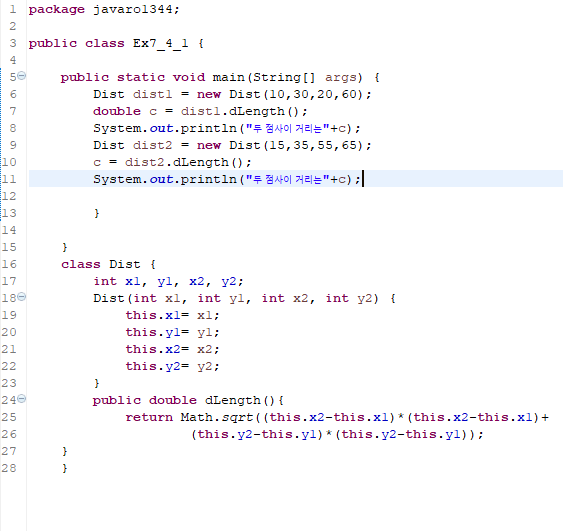 1 package javaro1344;
2
3 public class Ex7_4_1 {
4
5 public static void main(String[] args) {
6 Dist dist1 = new Dist(10,30,20,60);
7 double c = dist1.dLength();
8 System.out.println("두 점사이 거리는"+c);
9 Dist dist2 = new Dist(15,35,55,65);
10 c = dist2.dLength();
11 System.out.println("두 점사이 거리는"+c);
12
13 }
14
15 }
16 class Dist {
17 int x1, y1, x2, y2;
18 Dist(int x1, int y1, int x2, int y2) {
19 this.x1= x1;
20 this.y1= y1;
21 this.x2= x2;
22 this.y2= y2;
23 }
24 public double dLength(){
25 return Math.sqrt((this.x2-this.x1)*(this.x2-this.x1)+
26 (this.y2-this.y1)*(this.y2-this.y1));
27 }
28 }